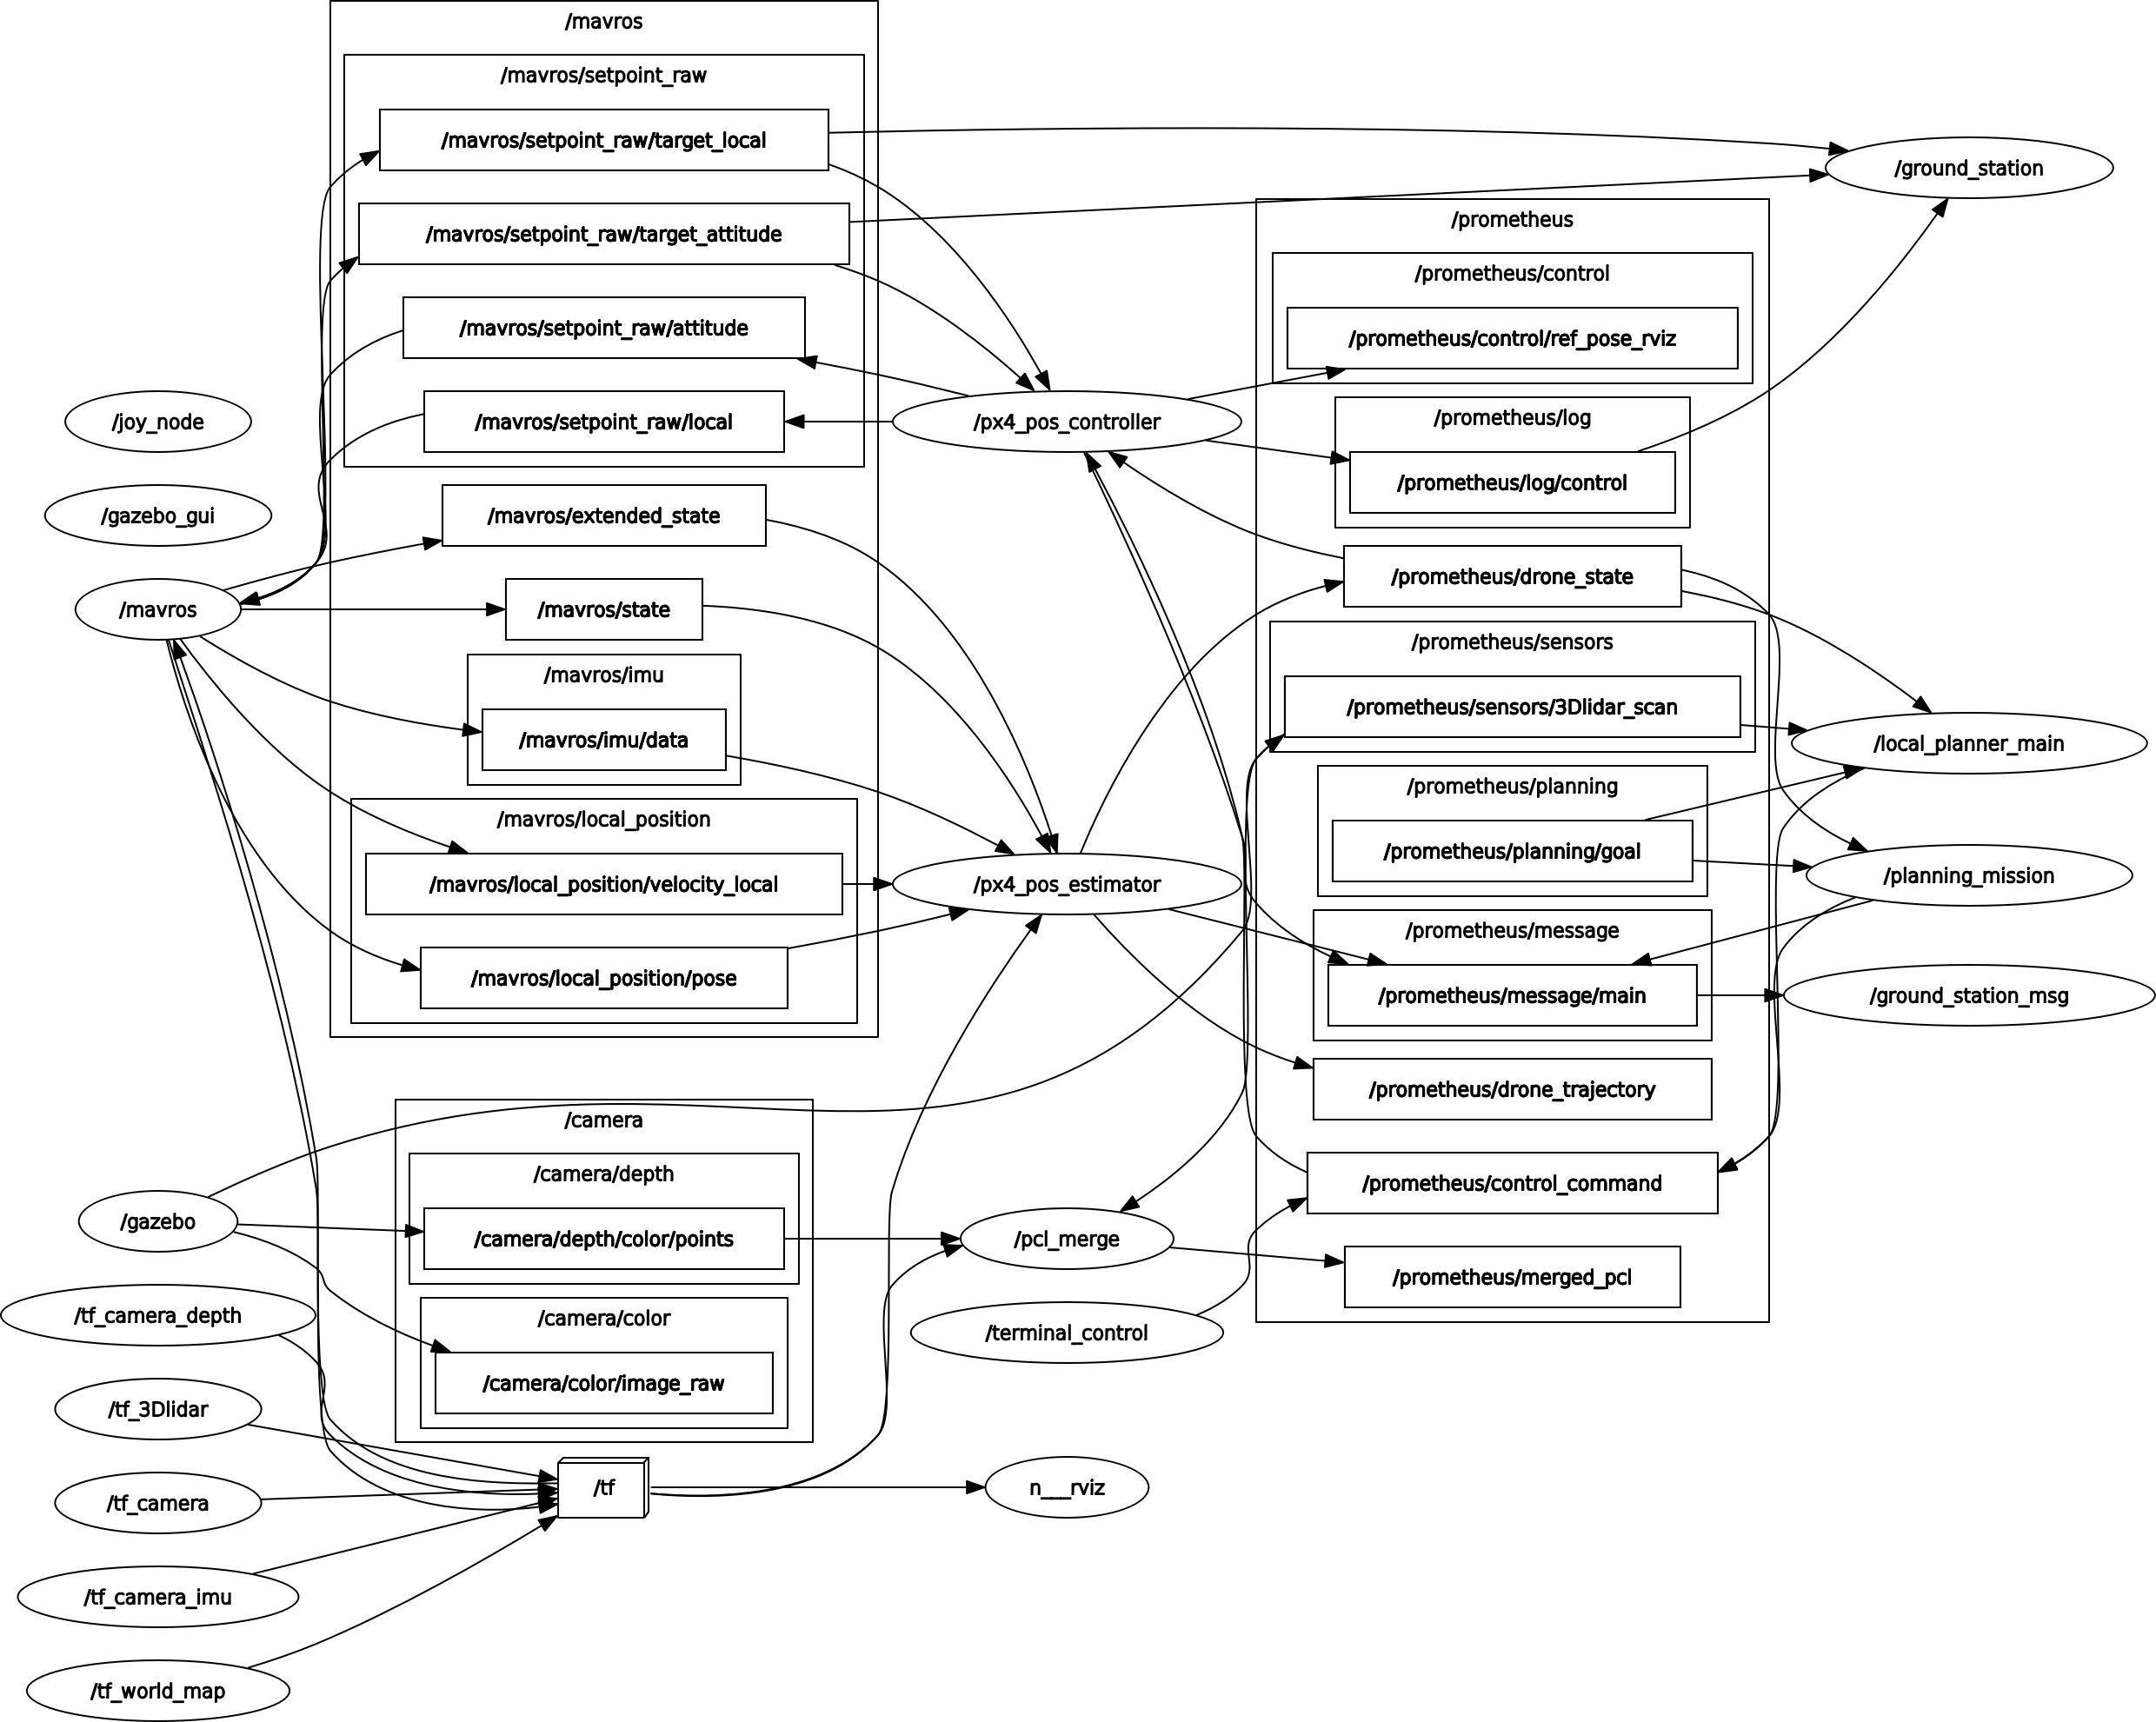 /mavros
/mavros/setpoint_raw
/mavros/setpoint_raw/target_local
/mavros/setpoint_raw/target_attitude
/mavros/setpoint_raw/attitude
/mavros/setpoint_raw/local
/mavros/extended_state
/mavros/state
/mavros/imu
/mavros/imu/data
/mavros/local_position
/mavros/local_position/velocity_local
/mavros/local_position/pose
/joy_node
/gazebo_gui
/mavros
/camera
/camera/depth
/camera/depth/color/points
/camera/color
/camera/color/image_raw
/gazebo
/tf_camera_depth
/tf_3Dlidar
/tf_camera
/tf_camera_imu
/tf_world_map
/tf
/px4_pos_controller
/px4_pos_estimator
/pcl_merge
/terminal_control
n___rviz
/prometheus
/prometheus/control
/prometheus/control/ref_pose_rviz
/prometheus/log
/prometheus/log/control
/prometheus/drone_state
/prometheus/sensors
/prometheus/sensors/3Dlidar_scan
/prometheus/planning
/prometheus/planning/goal
/prometheus/message
/prometheus/message/main
/prometheus/drone_trajectory
/prometheus/control_command
/prometheus/merged_pcl
/ground_station
/local_planner_main
/planning_mission
/ground_station_msg